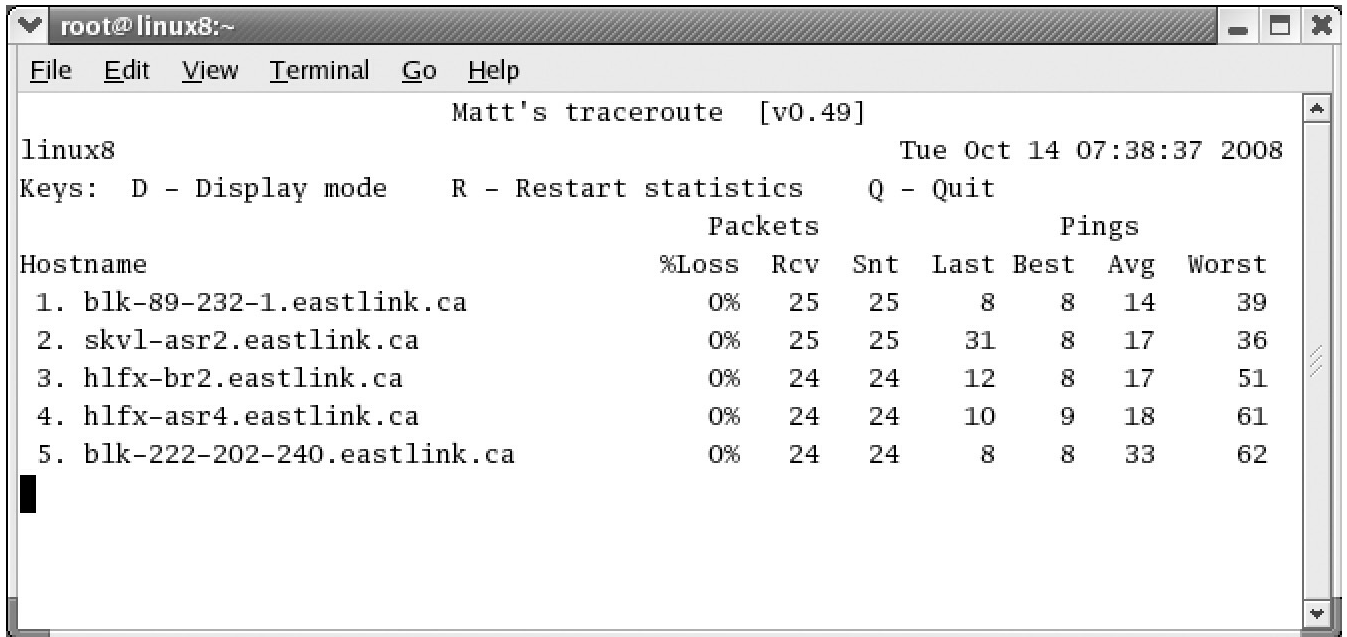 root@linux8:~
File Edit View Terminal Go Help
Matt's traceroute [v0.49]
linux8 Tue Oct 14 07:38:37 2008
Keys: D - Display mode R - Restart statistics Q - Quit
Packets Pings
Hostname %Loss Rcv Snt Last Best Avg Worst
1. blk-89-232-1.eastlink.ca 0% 25 25 8 8 14 39
2. skvl-asr2.eastlink.ca 0% 25 25 31 8 17 36
3. hlfx-br2.eastlink.ca 0% 24 24 12 8 17 51
4. hlfx-asr4.eastlink.ca 0% 24 24 10 9 18 61
5. blk-222-202-240.eastlink.ca 0% 24 24 8 8 33 62